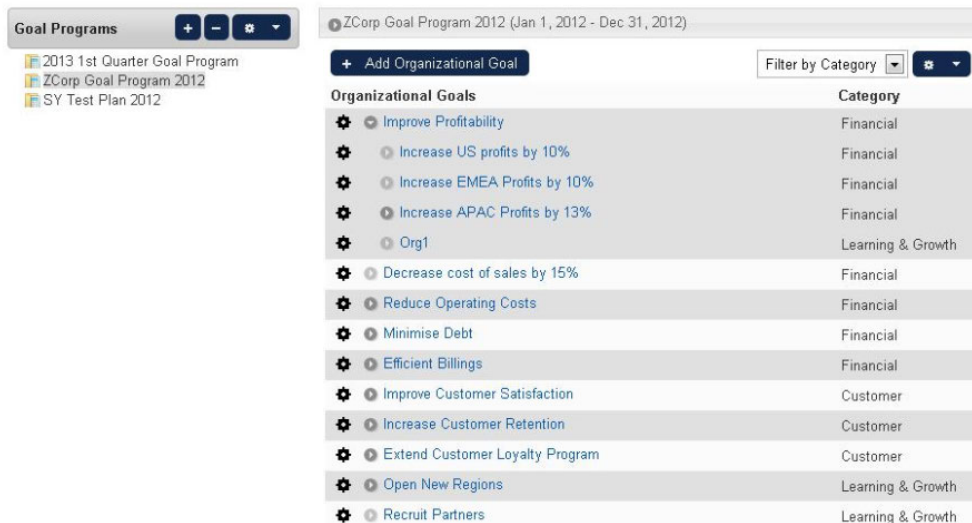 Goal Programs
2013 1st Quarter Goal Program
ZCorp Goal Program 2012
SY Test Plan 2012
ZCorp Goal Program 2012 (Jan 1, 2012 - Dec 31, 2012)
+ Add Organizational Goal
Filter by Category
Organizational Goals Category
Improve Profitability Financial
Increase US profits by 10% Financial
Increase EMEA Profits by 10% Financial
Increase APAC Profits by 13% Financial
Org1 Learning & Growth
Decrease cost of sales by 15% Financial
Reduce Operating Costs Financial
Minimise Debt Financial
Efficient Billings Financial
Improve Customer Satisfaction Customer
Increase Customer Retention Customer
Extend Customer Loyalty Program Customer
Open New Regions Learning & Growth
Recruit Partners Learning & Growth